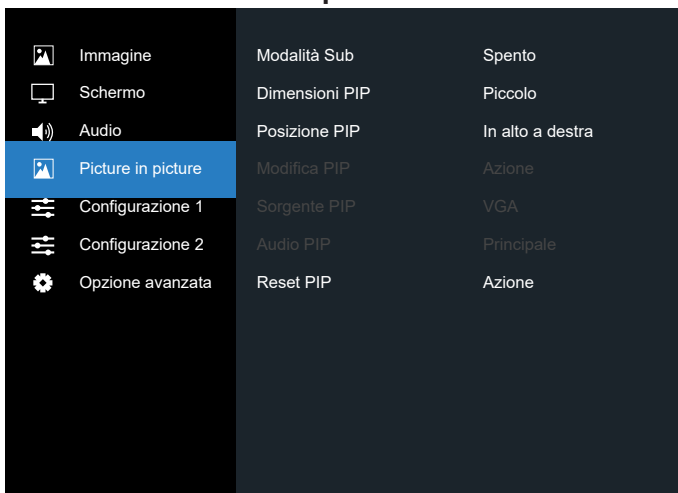 Immagine Modalità Sub Spento
Schermo Dimensioni PIP Piccolo
Audio Posizione PIP In alto a destra
Picture in picture Modifica PIP Azione
Configurazione 1 Sorgente PIP VGA
Configurazione 2 Audio PIP Principale
Opzione avanzata Reset PIP Azione